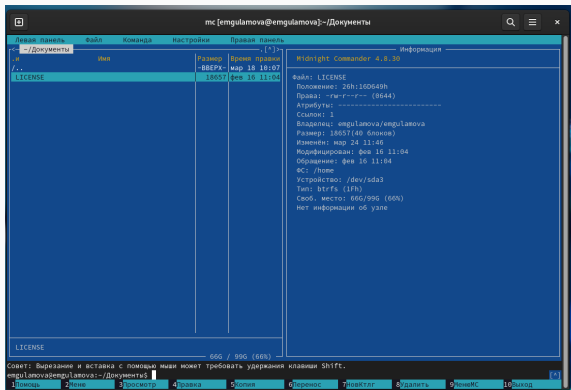 mc [emgulamova@emgulamova]:~/Документы
Левая панель Файл Команда Настройки Правая панель
~/Документы .[^]>
.и Имя Размер Время правки
/.. -ВВЕРХ- мар 18 10:07
LICENSE 18657 фев 16 11:04
LICENSE
66G / 99G (66%)
Информация
Midnight Commander 4.8.30
Файл: LICENSE
Положение: 26h:16D649h
Права: -rw-r--r-- (0644)
Атрибуты: ------------------------
Ссылок: 1
Владелец: emgulamova/emgulamova
Размер: 18657(40 блоков)
Изменён: мар 24 11:46
Модифицирован: фев 16 11:04
Обращение: фев 16 11:04
ФС: /home
Устройство: /dev/sda3
Тип: btrfs (1Fh)
Своб. место: 66G/99G (66%)
Нет информации об узле
Совет: Вырезание и вставка с помощью мыши может требовать удержания клавиши Shift.
emgulamova@emgulamova:~/Документы$ [^]
1Помощь 2Меню 3Просмотр 4Правка 5Копия 6Перенос 7НовКтлг 8Удалить 9МенюMC 10Выход